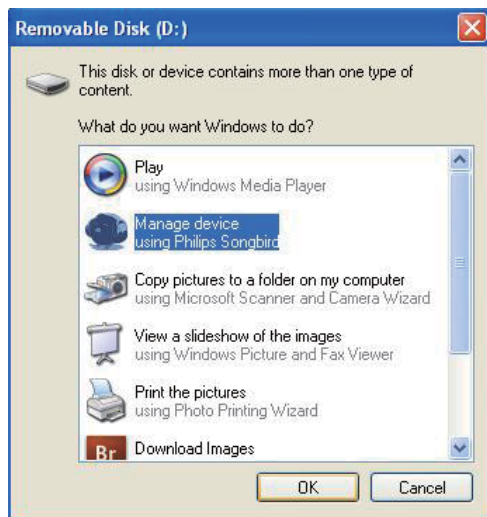 Removable Disk (D:)
This disk or device contains more than one type of
content.
What do you want Windows to do?
Play
using Windows Media Player
Manage device
using Philips Songbird
Copy pictures to a folder on my computer
using Microsoft Scanner and Camera Wizard
View a slideshow of the images
using Windows Picture and Fax Viewer
Print the pictures
using Photo Printing Wizard
Br
Download Images
OK
Cancel